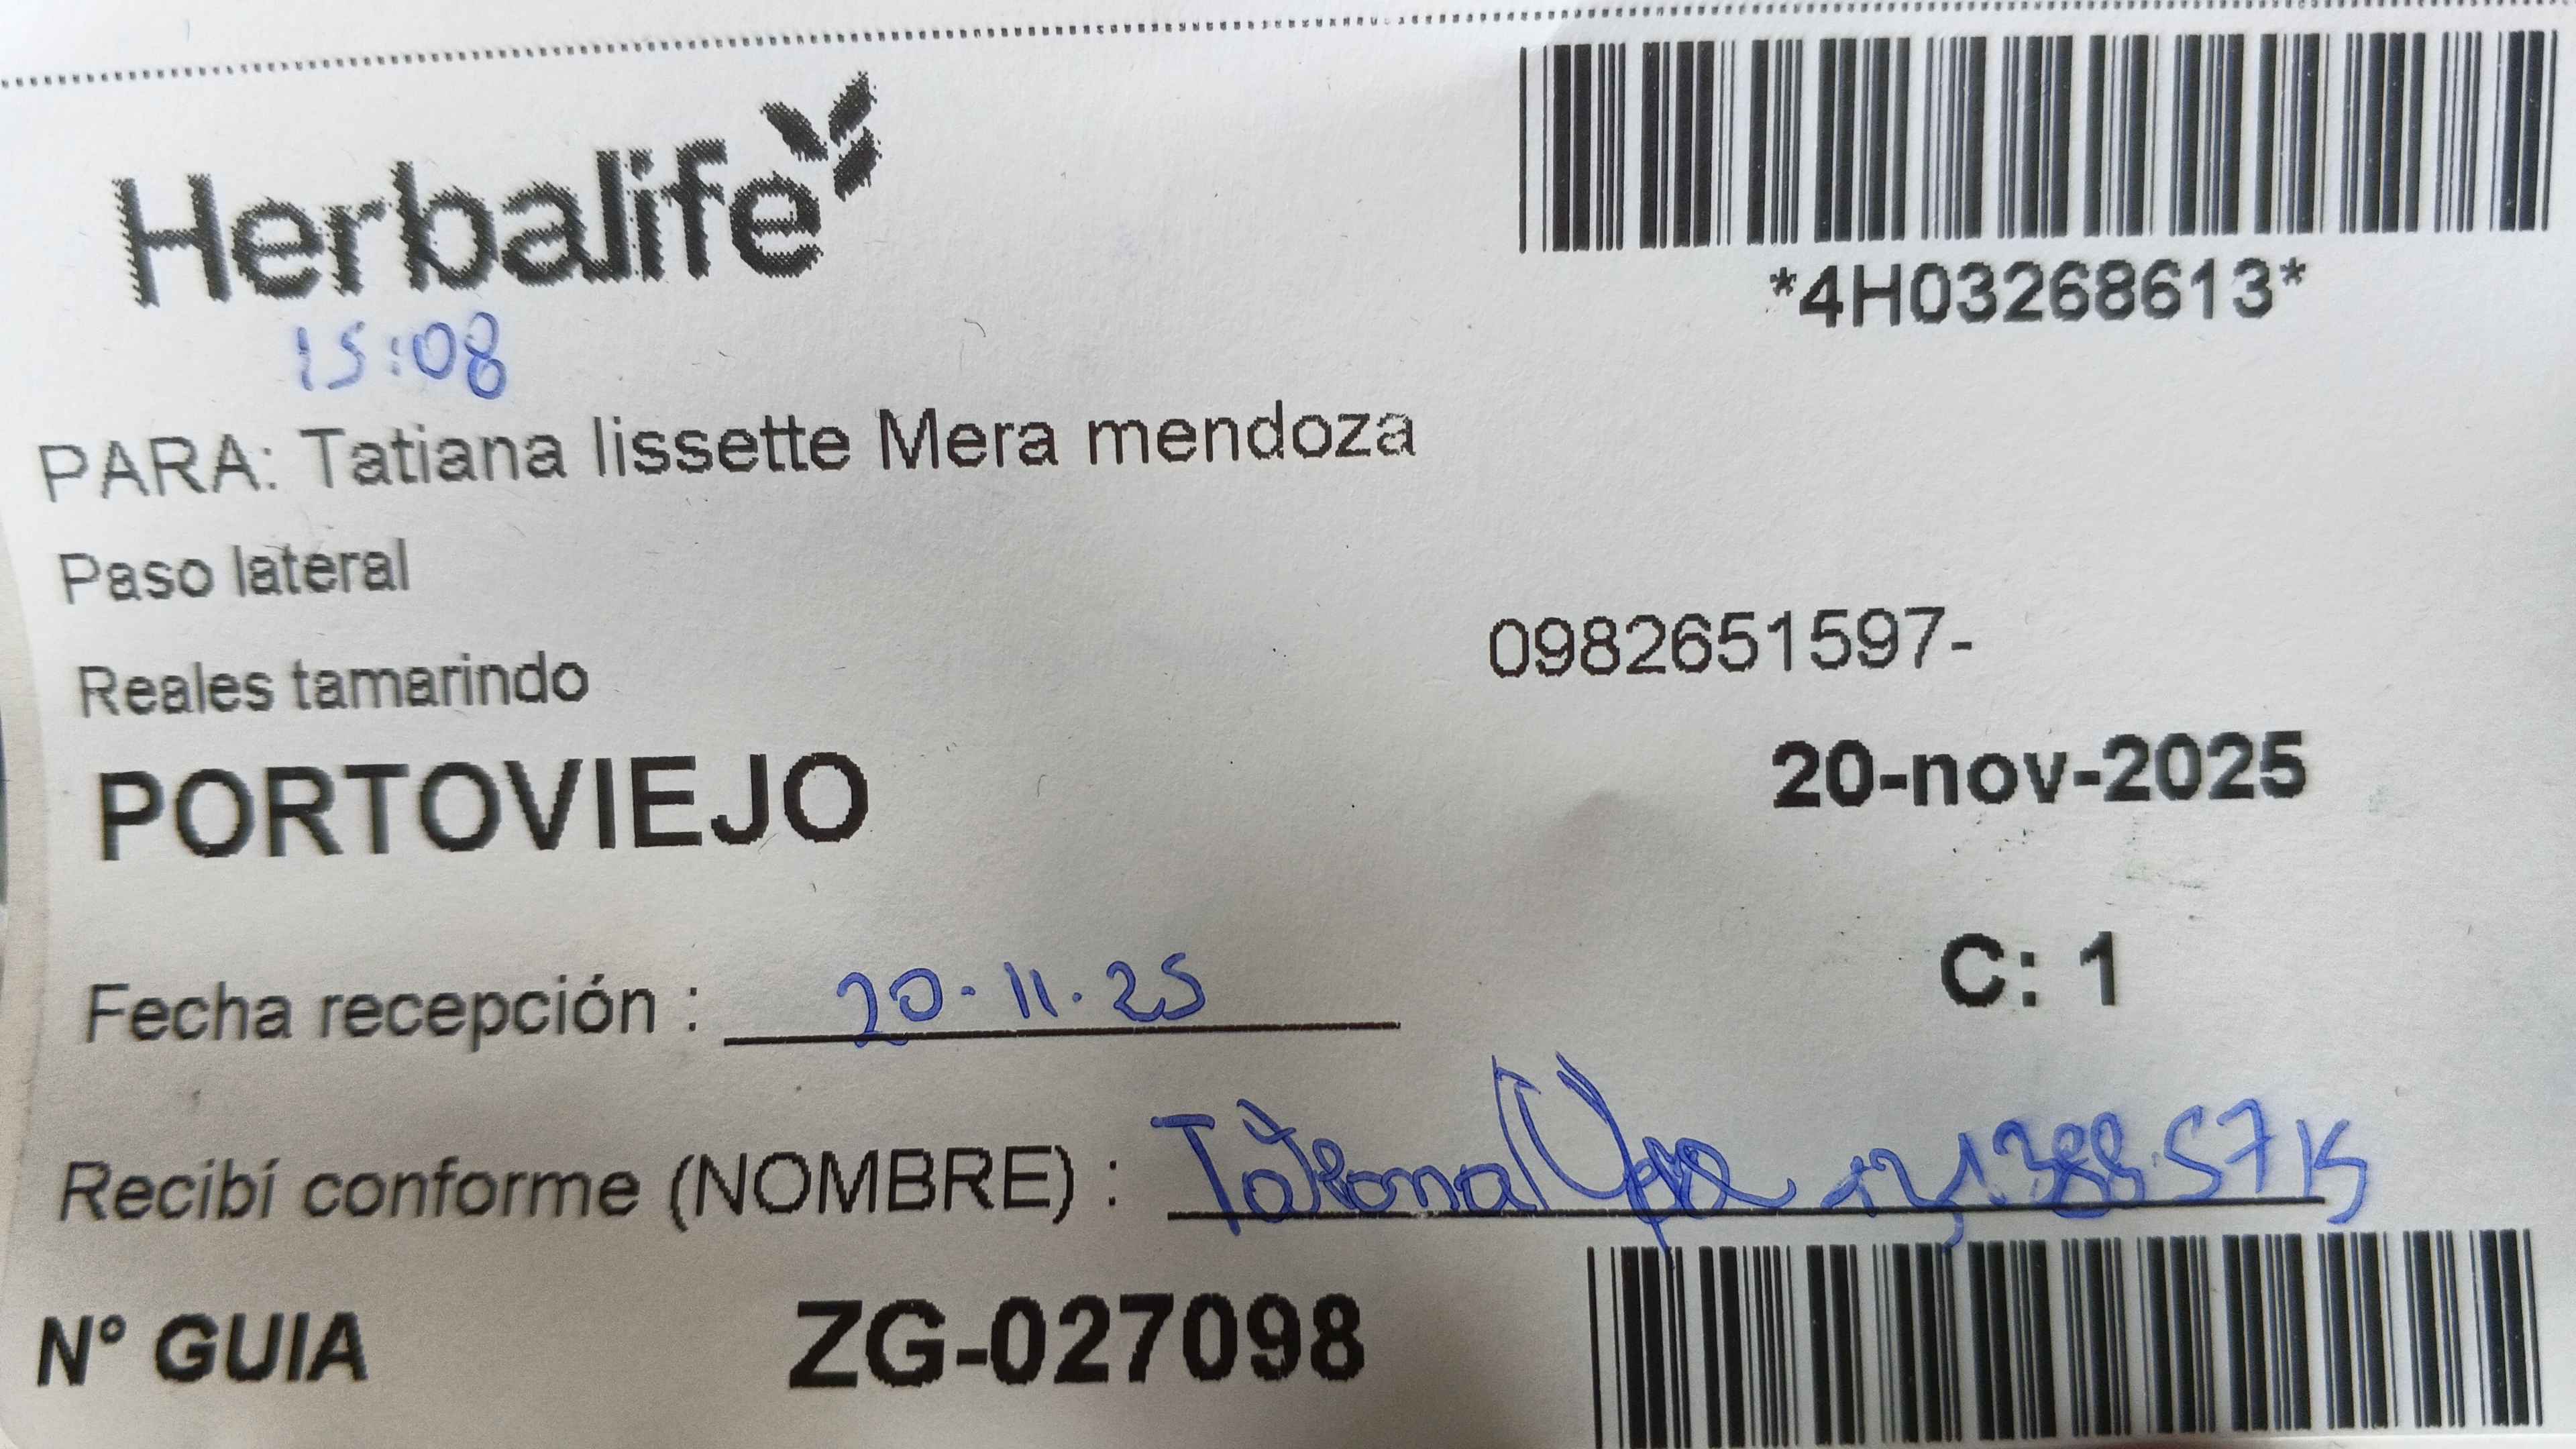 Herbalife
*4H03268613*
15:08
PARA: Tatiana lissette Mera mendoza
Paso lateral
0982651597-
Reales tamarindo
PORTOVIEJO
20-nov-2025
C: 1
Fecha recepción : 20-11-25
Recibí conforme (NOMBRE) : Tatiana
N° GUIA ZG-027098